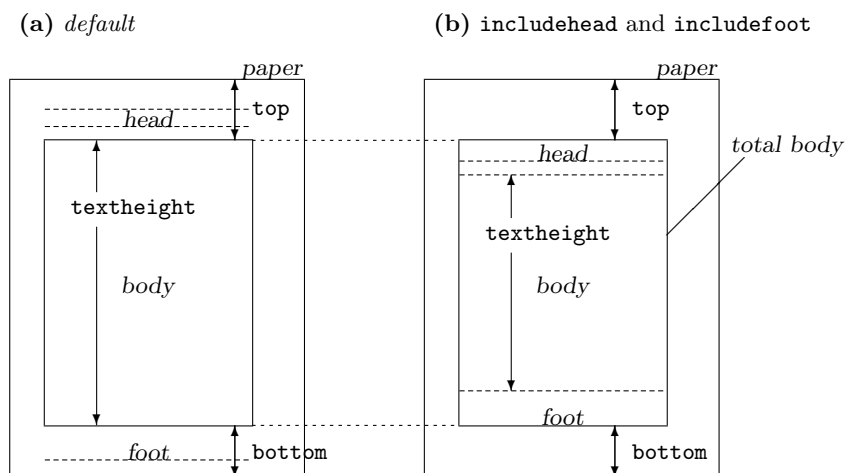 (a) default
(b) includehead and includefoot
paper
top
head
textheight
body
foot
bottom
paper
top
head
total body
textheight
body
foot
bottom